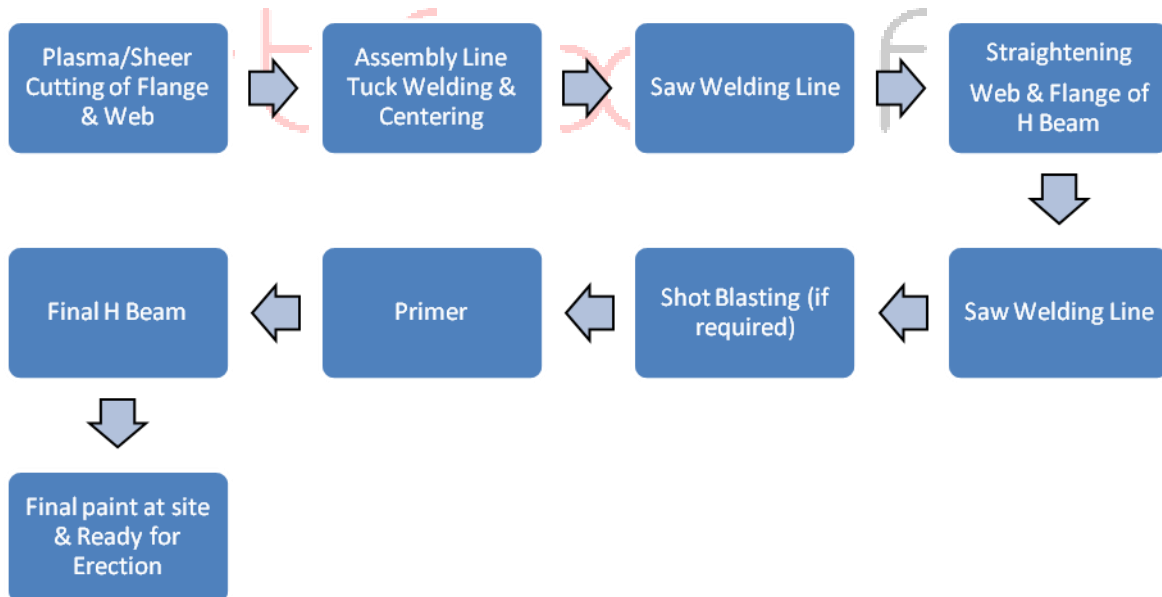 Plasma/Sheer
Cutting of Flange
& Web
Assembly Line
Tuck Welding &
Centering
Saw Welding Line
Straightening
Web & Flange of
H Beam
Saw Welding Line
Shot Blasting (if
required)
Primer
Final H Beam
Final paint at site
& Ready for
Erection